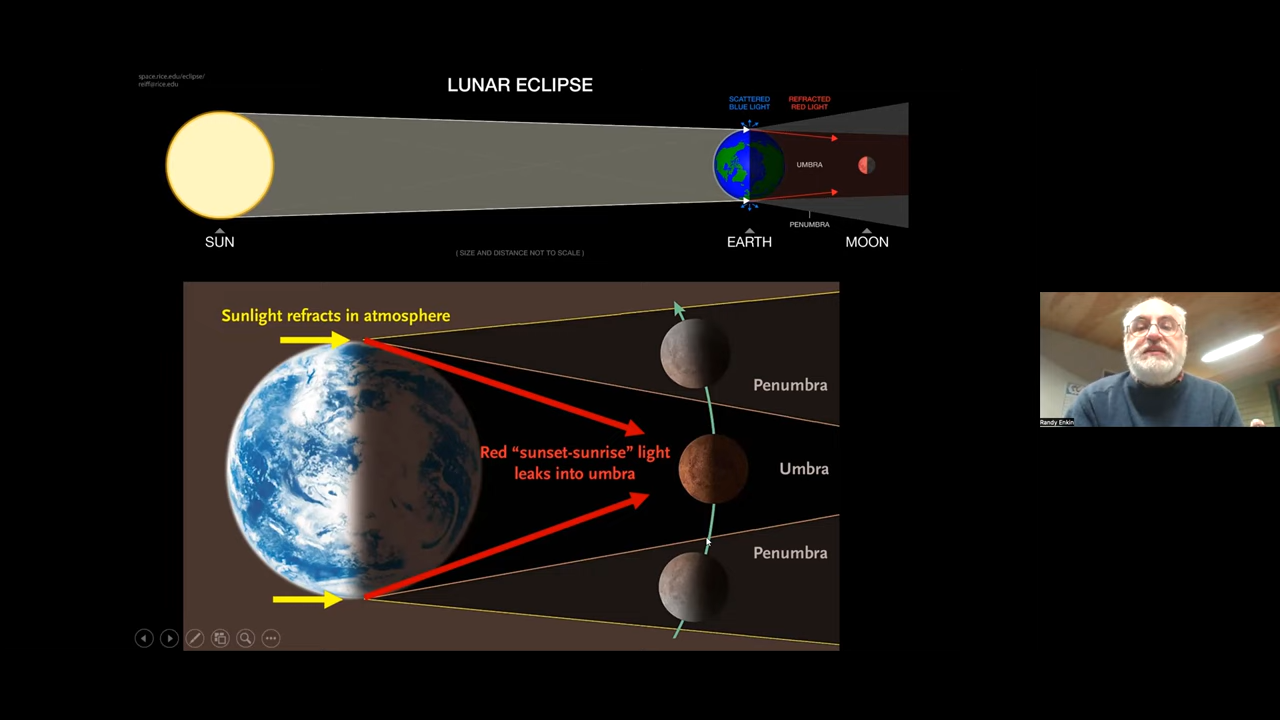 space.rice.edu/eclipse/
reiff@rice.edu
LUNAR ECLIPSE
SCATTERED
BLUE LIGHT
REFRACTED
RED LIGHT
UMBRA
PENUMBRA
SUN
EARTH
MOON
( SIZE AND DISTANCE NOT TO SCALE )
Sunlight refracts in atmosphere
Penumbra
Red “sunset-sunrise” light
leaks into umbra
Umbra
Penumbra
Randy Enkin